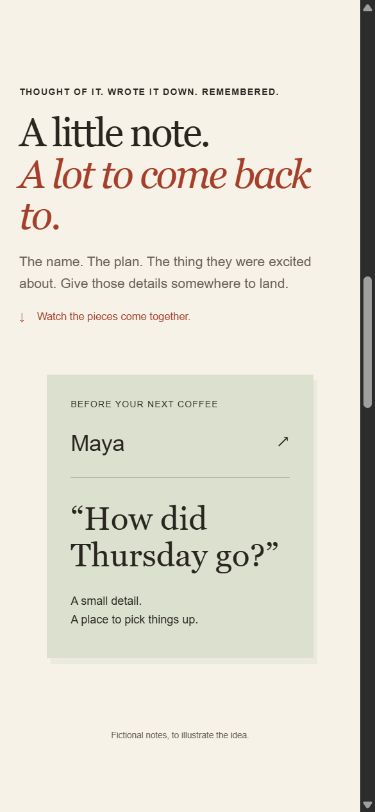 THOUGHT OF IT. WROTE IT DOWN. REMEMBERED.
A little note.
A lot to come back
to.
The name. The plan. The thing they were excited
about. Give those details somewhere to land.
↓ Watch the pieces come together.
BEFORE YOUR NEXT COFFEE
Maya ↗
“How did
Thursday go?”
A small detail.
A place to pick things up.
Fictional notes, to illustrate the idea.